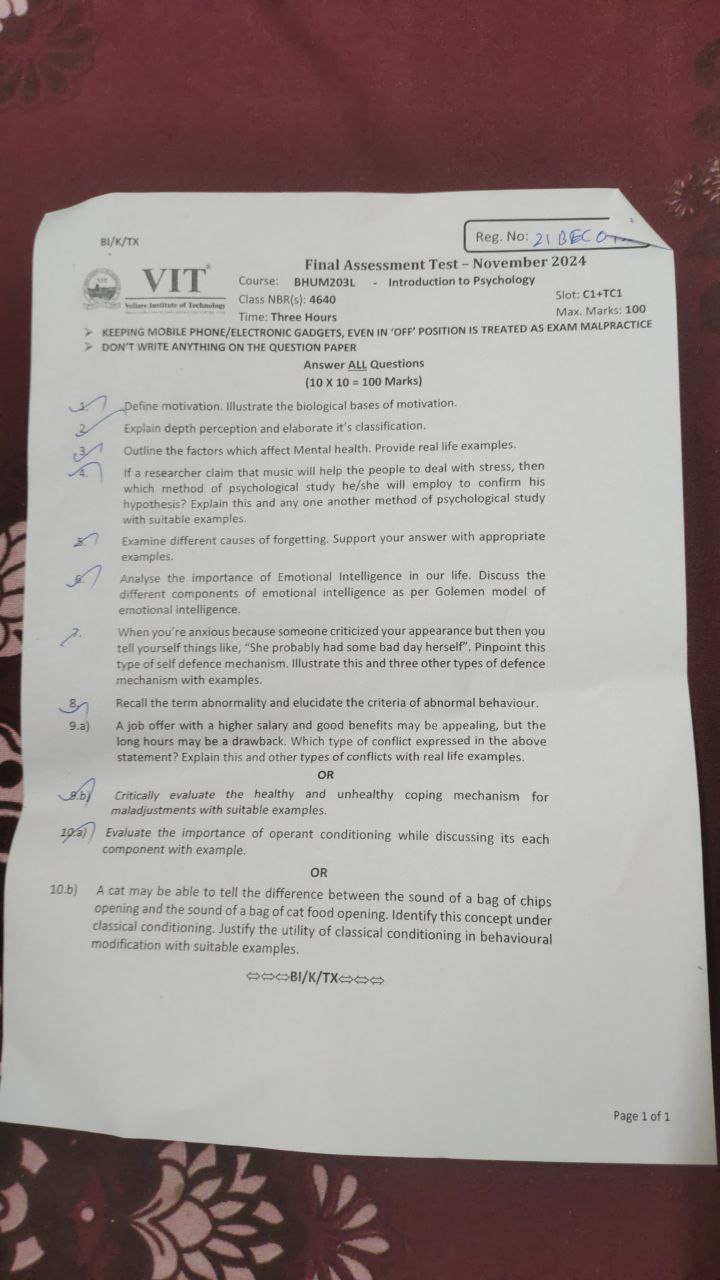 BI/K/TX
Reg. No: 21BEC0
VIT
Vellore Institute of Technology
Final Assessment Test – November 2024
Course: BHUM203L - Introduction to Psychology
Class NBR(s): 4640
Slot: C1+TC1
Time: Three Hours
Max. Marks: 100
➢ KEEPING MOBILE PHONE/ELECTRONIC GADGETS, EVEN IN ‘OFF’ POSITION IS TREATED AS EXAM MALPRACTICE
➢ DON’T WRITE ANYTHING ON THE QUESTION PAPER
Answer ALL Questions
(10 X 10 = 100 Marks)
1. Define motivation. Illustrate the biological bases of motivation.
2. Explain depth perception and elaborate it’s classification.
3. Outline the factors which affect Mental health. Provide real life examples.
4. If a researcher claim that music will help the people to deal with stress, then
which method of psychological study he/she will employ to confirm his
hypothesis? Explain this and any one another method of psychological study
with suitable examples.
5. Examine different causes of forgetting. Support your answer with appropriate
examples.
6. Analyse the importance of Emotional Intelligence in our life. Discuss the
different components of emotional intelligence as per Golemen model of
emotional intelligence.
7. When you’re anxious because someone criticized your appearance but then you
tell yourself things like, “She probably had some bad day herself”. Pinpoint this
type of self defence mechanism. Illustrate this and three other types of defence
mechanism with examples.
8. Recall the term abnormality and elucidate the criteria of abnormal behaviour.
9.a) A job offer with a higher salary and good benefits may be appealing, but the
long hours may be a drawback. Which type of conflict expressed in the above
statement? Explain this and other types of conflicts with real life examples.
OR
9.b) Critically evaluate the healthy and unhealthy coping mechanism for
maladjustments with suitable examples.
10.a) Evaluate the importance of operant conditioning while discussing its each
component with example.
OR
10.b) A cat may be able to tell the difference between the sound of a bag of chips
opening and the sound of a bag of cat food opening. Identify this concept under
classical conditioning. Justify the utility of classical conditioning in behavioural
modification with suitable examples.
⇔⇔⇔BI/K/TX⇔⇔⇔
Page 1 of 1